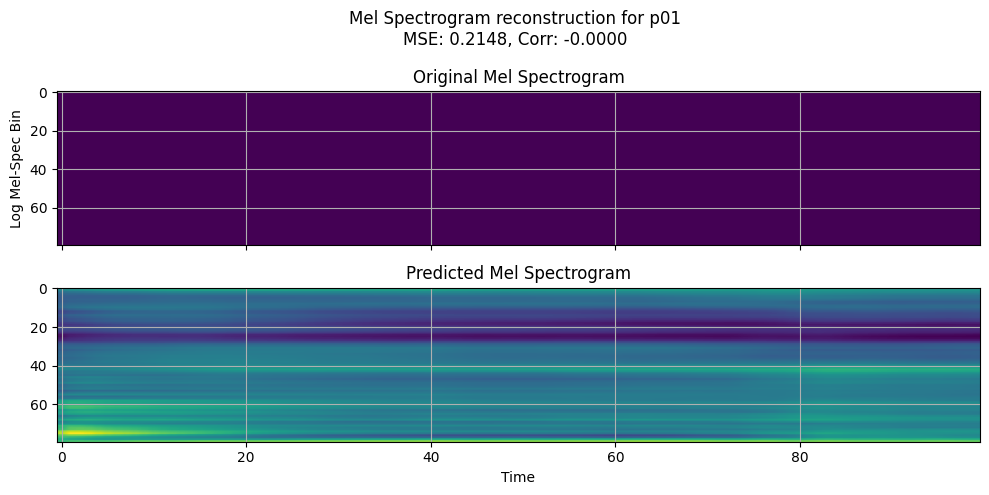 Mel Spectrogram reconstruction for p01
MSE: 0.2148, Corr: -0.0000
Original Mel Spectrogram
0
20
40
60
Log Mel-Spec Bin
Predicted Mel Spectrogram
0
20
40
60
0 20 40 60 80
Time